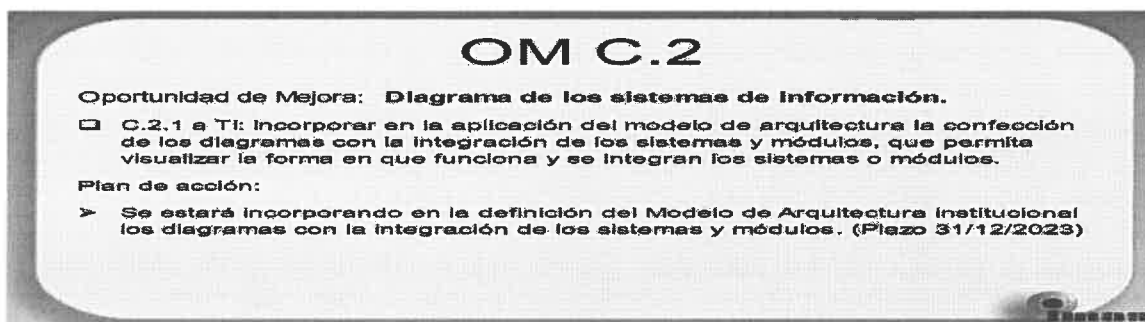 OM C.2
Oportunidad de Mejora: Diagrama de los sistemas de información.
❑ C.2.1 a TI: Incorporar en la aplicación del modelo de arquitectura la confección
de los diagramas con la integración de los sistemas y módulos, que permita
visualizar la forma en que funciona y se integran los sistemas o módulos.
Plan de acción:
➢ Se estará incorporando en la definición del Modelo de Arquitectura Institucional
los diagramas con la integración de los sistemas y módulos. (Plazo 31/12/2023)